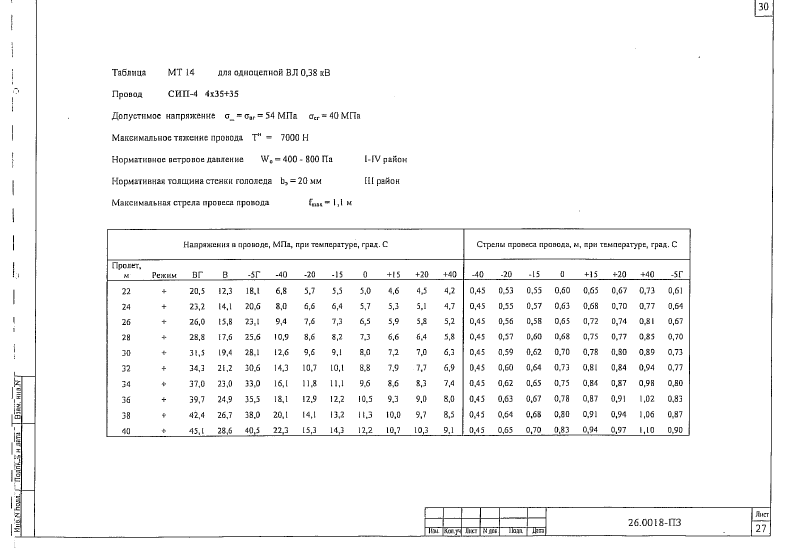 30
Таблица МТ 14 для одноцепной ВЛ 0,38 кВ
Провод СИП-4 4х35+35
Допустимое напряжение σ_ = σвг = 54 МПа σсг = 40 МПа
Максимальное тяжение провода Тн = 7000 Н
Нормативное ветровое давление W₀ = 400 - 800 Па I-IV район
Нормативная толщина стенки гололеда bэ = 20 мм III район
Максимальная стрела провеса провода fмах = 1,1 м
Напряжения в проводе, МПа, при температуре, град. С Стрелы провеса провода, м, при температуре, град. С
Пролет, м Режим ВГ В -5Г -40 -20 -15 0 +15 +20 +40 -40 -20 -15 0 +15 +20 +40 -5Г
22 ÷ 20,5 12,3 18,1 6,8 5,7 5,5 5,0 4,6 4,5 4,2 0,45 0,53 0,55 0,60 0,65 0,67 0,73 0,61
24 ÷ 23,2 14,1 20,6 8,0 6,6 6,4 5,7 5,3 5,1 4,7 0,45 0,55 0,57 0,63 0,68 0,70 0,77 0,64
26 ÷ 26,0 15,8 23,1 9,4 7,6 7,3 6,5 5,9 5,8 5,2 0,45 0,56 0,58 0,65 0,72 0,74 0,81 0,67
28 ÷ 28,8 17,6 25,6 10,9 8,6 8,2 7,3 6,6 6,4 5,8 0,45 0,57 0,60 0,68 0,75 0,77 0,85 0,70
30 ÷ 31,5 19,4 28,1 12,6 9,6 9,1 8,0 7,2 7,0 6,3 0,45 0,59 0,62 0,70 0,78 0,80 0,89 0,73
32 ÷ 34,3 21,2 30,6 14,3 10,7 10,1 8,8 7,9 7,7 6,9 0,45 0,60 0,64 0,73 0,81 0,84 0,94 0,77
34 ÷ 37,0 23,0 33,0 16,1 11,8 11,1 9,6 8,6 8,3 7,4 0,45 0,62 0,65 0,75 0,84 0,87 0,98 0,80
36 ÷ 39,7 24,9 35,5 18,1 12,9 12,2 10,5 9,3 9,0 8,0 0,45 0,63 0,67 0,78 0,87 0,91 1,02 0,83
38 ÷ 42,4 26,7 38,0 20,1 14,1 13,2 11,3 10,0 9,7 8,5 0,45 0,64 0,68 0,80 0,91 0,94 1,06 0,87
40 ÷ 45,1 28,6 40,5 22,3 15,3 14,3 12,2 10,7 10,3 9,1 0,45 0,65 0,70 0,83 0,94 0,97 1,10 0,90
Взам. инв.N
Подпись и дата
Инв.N подл.
Изм. Кол.уч Лист N док Подп. Дата
26.0018-ПЗ
Лист
27